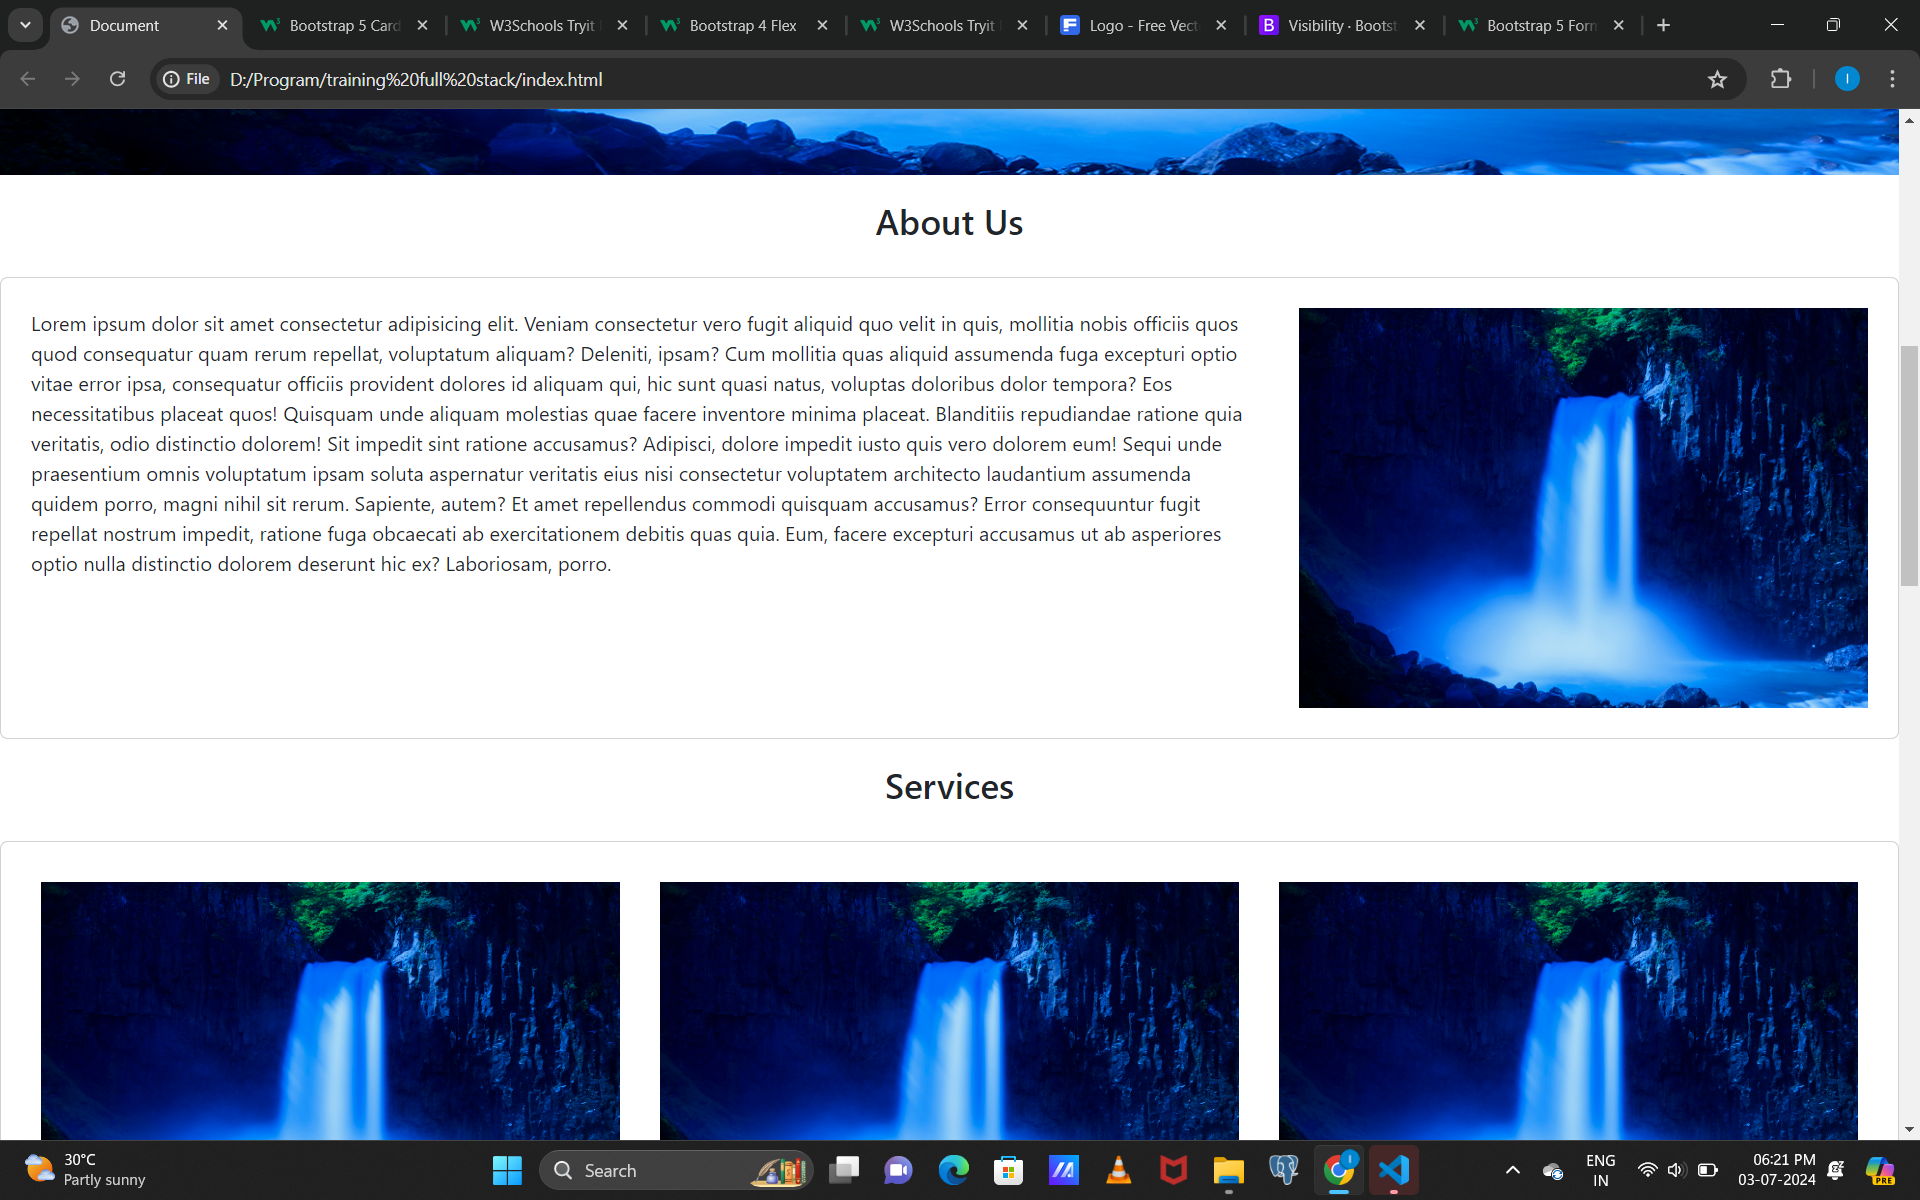 Document
Bootstrap 5 Card
W3Schools Tryit
Bootstrap 4 Flex
W3Schools Tryit
Logo - Free Vect
B
Visibility · Bootst
Bootstrap 5 Forn
File
D:/Program/training%20full%20stack/index.html
I
About Us
Lorem ipsum dolor sit amet consectetur adipisicing elit. Veniam consectetur vero fugit aliquid quo velit in quis, mollitia nobis officiis quos
quod consequatur quam rerum repellat, voluptatum aliquam? Deleniti, ipsam? Cum mollitia quas aliquid assumenda fuga excepturi optio
vitae error ipsa, consequatur officiis provident dolores id aliquam qui, hic sunt quasi natus, voluptas doloribus dolor tempora? Eos
necessitatibus placeat quos! Quisquam unde aliquam molestias quae facere inventore minima placeat. Blanditiis repudiandae ratione quia
veritatis, odio distinctio dolorem! Sit impedit sint ratione accusamus? Adipisci, dolore impedit iusto quis vero dolorem eum! Sequi unde
praesentium omnis voluptatum ipsam soluta aspernatur veritatis eius nisi consectetur voluptatem architecto laudantium assumenda
quidem porro, magni nihil sit rerum. Sapiente, autem? Et amet repellendus commodi quisquam accusamus? Error consequuntur fugit
repellat nostrum impedit, ratione fuga obcaecati ab exercitationem debitis quas quia. Eum, facere excepturi accusamus ut ab asperiores
optio nulla distinctio dolorem deserunt hic ex? Laboriosam, porro.
Services
30°C
Partly sunny
Search
ENG
IN
06:21 PM
03-07-2024
PRE